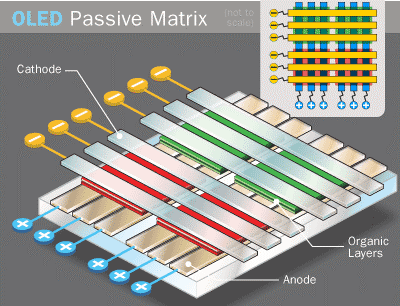 OLED Passive Matrix
[not to
scale]
Cathode
Organic
Layers
Anode